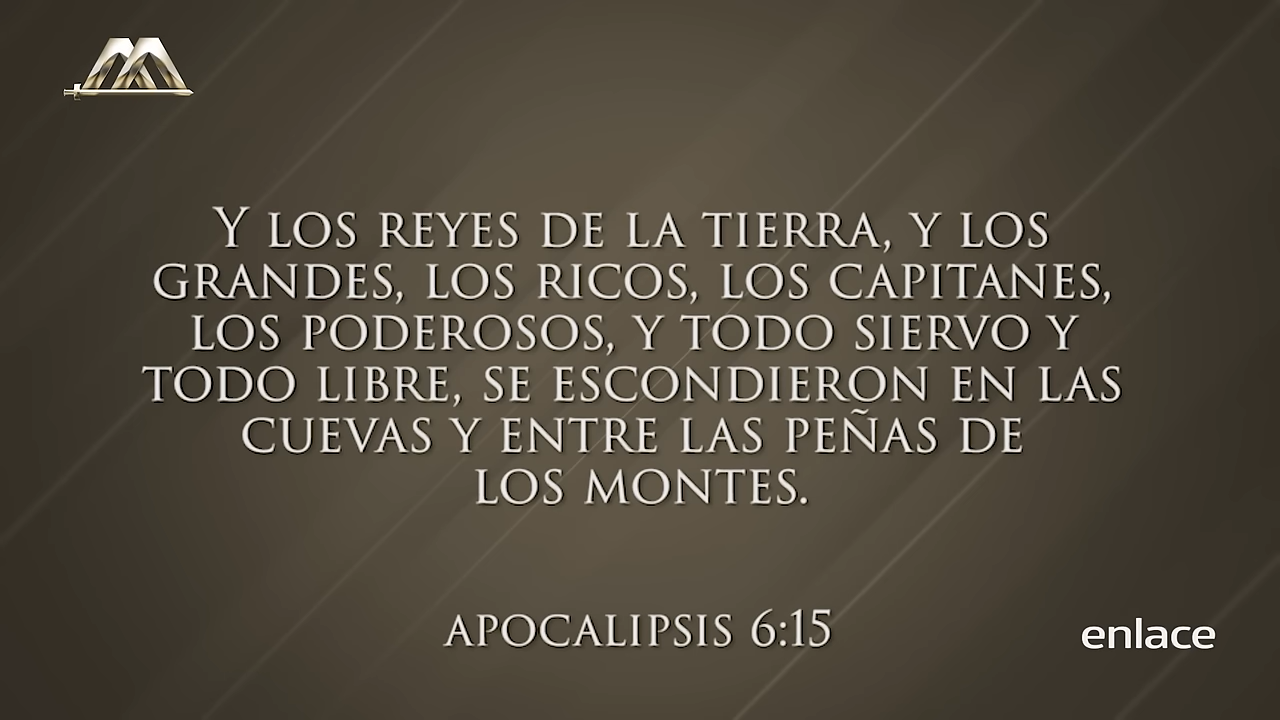 Y LOS REYES DE LA TIERRA, Y LOS
GRANDES, LOS RICOS, LOS CAPITANES,
LOS PODEROSOS, Y TODO SIERVO Y
TODO LIBRE, SE ESCONDIERON EN LAS
CUEVAS Y ENTRE LAS PEÑAS DE
LOS MONTES.
APOCALIPSIS 6:15
enlace